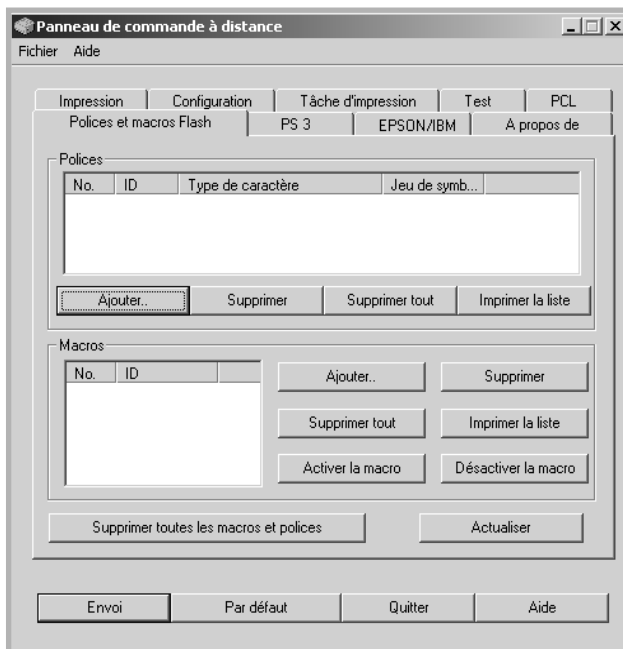 Panneau de commande à distance
Fichier Aide
Impression Configuration Tâche d'impression Test PCL
Polices et macros Flash PS 3 EPSON/IBM A propos de
Polices
No. ID Type de caractère Jeu de symb...
Ajouter.. Supprimer Supprimer tout Imprimer la liste
Macros
No. ID
Ajouter.. Supprimer
Supprimer tout Imprimer la liste
Activer la macro Désactiver la macro
Supprimer toutes les macros et polices Actualiser
Envoi Par défaut Quitter Aide